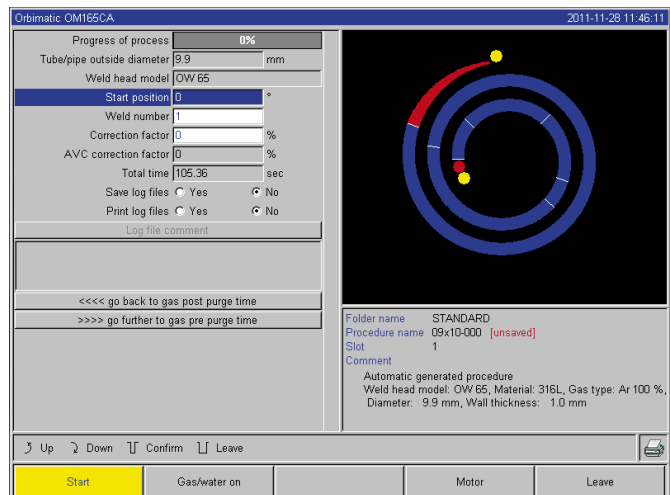 Orbimatic OM165CA 2011-11-28 11:46:11
Progress of process 0%
Tube/pipe outside diameter 9.9 mm
Weld head model OW 65
Start position 0 °
Weld number 1
Correction factor 0 %
AVC correction factor 0 %
Total time 105.36 sec
Save log files Yes No
Print log files Yes No
Log file comment
<<<< go back to gas post purge time
>>>> go further to gas pre purge time
Folder name STANDARD
Procedure name 09x10-000 [unsaved]
Slot 1
Comment
Automatic generated procedure
Weld head model: OW 65, Material: 316L, Gas type: Ar 100 %,
Diameter: 9.9 mm, Wall thickness: 1.0 mm
Up Down Confirm Leave
Start Gas/water on Motor Leave